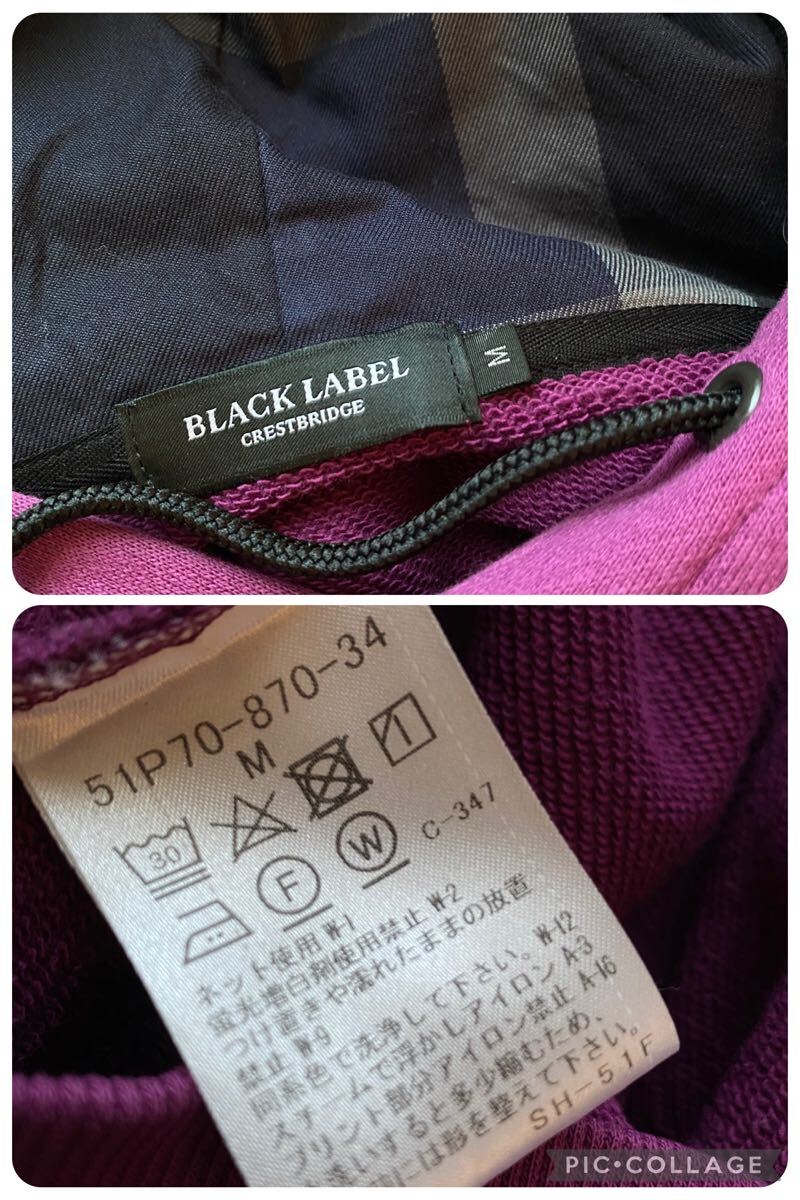 BLACK LABEL
CRESTBRIDGE
M
51P70-870-34
M
30
F
W
C-347
ネット使用 W-1
蛍光増白剤使用禁止 W-2
つけ置きや濡れたままの放置
禁止 W-9
同系色で洗浄して下さい。W-12
スチームで浮かしアイロン A-3
プリント部分アイロン禁止 A-16
すると多少縮むため、
は形を整えて下さい。
SH-51F
PIC•COLLAGE